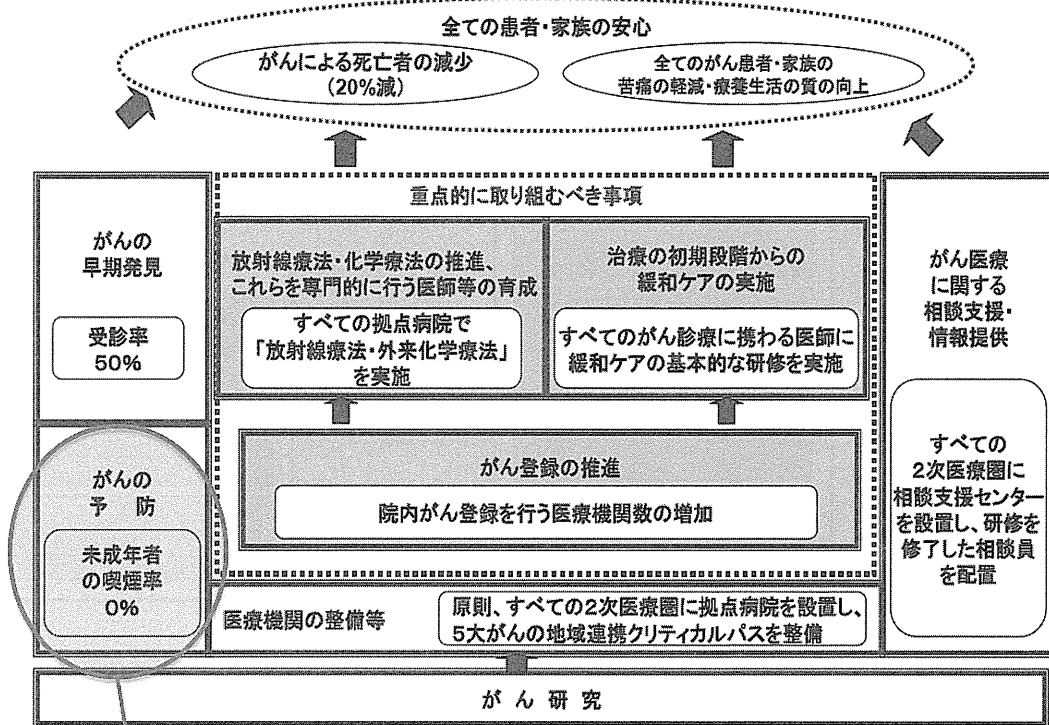 全ての患者・家族の安心
がんによる死亡者の減少
(20%減)
全てのがん患者・家族の
苦痛の軽減・療養生活の質の向上
重点的に取り組むべき事項
がんの
早期発見
受診率
50%
放射線療法・化学療法の推進、
これらを専門的に行う医師等の育成
すべての拠点病院で
「放射線療法・外来化学療法」
を実施
治療の初期段階からの
緩和ケアの実施
すべてのがん診療に携わる医師に
緩和ケアの基本的な研修を実施
がん医療
に関する
相談支援・
情報提供
すべての
2次医療圏に
相談支援センター
を設置し、研修を
修了した相談員
を配置
がんの
予 防
未成年者
の喫煙率
0%
がん登録の推進
院内がん登録を行う医療機関数の増加
医療機関の整備等
原則、すべての2次医療圏に拠点病院を設置し、
5大がんの地域連携クリティカルパスを整備
が ん 研 究